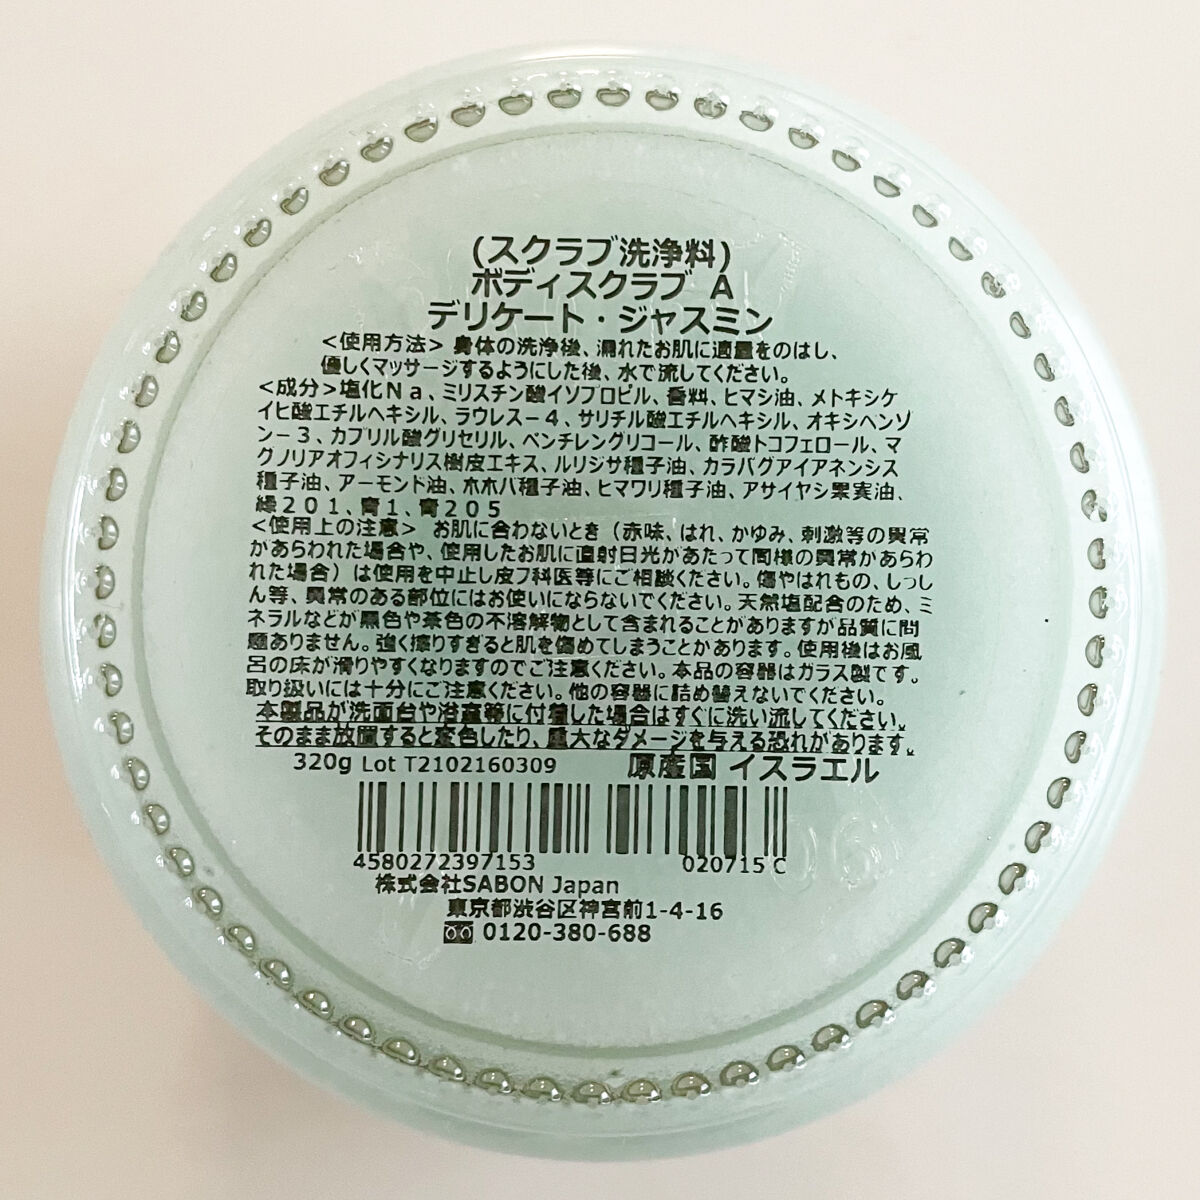 (スクラブ洗浄料)
ボディスクラブ A
デリケート・ジャスミン
<使用方法> 身体の洗浄後、濡れたお肌に適量をのばし、
優しくマッサージするようにした後、水で流してください。
<成分>塩化Na、ミリスチン酸イソプロピル、香料、ヒマシ油、メトキシケ
イヒ酸エチルヘキシル、ラウレス-4、サリチル酸エチルヘキシル、オキシベンゾ
ン-3、カプリル酸グリセリル、ペンチレングリコール、酢酸トコフェロール、マ
グノリアオフィシナリス樹皮エキス、ルリジサ種子油、カラパグアイアネンシス
種子油、アーモンド油、ホホバ種子油、ヒマワリ種子油、アサイヤシ果実油、
緑201、青1、青205
<使用上の注意> お肌に合わないとき（赤味、はれ、かゆみ、刺激等の異常
があらわれた場合や、使用したお肌に直射日光があたって同様の異常があらわ
れた場合）は使用を中止し皮フ科医等にご相談ください。傷やはれもの、しっし
ん等、異常のある部位にはお使いにならないでください。天然塩配合のため、ミ
ネラルなどが黒色や茶色の不溶解物として含まれることがありますが品質に問
題ありません。強く擦りすぎると肌を傷めてしまうことがあります。使用後はお風
呂の床が滑りやすくなりますのでご注意ください。本品の容器はガラス製です。
取り扱いには十分にご注意ください。他の容器に詰め替えないでください。
本製品が洗面台や浴室等に付着した場合はすぐに洗い流してください。
そのまま放置すると変色したり、重大なダメージを与える恐れがあります。
320g Lot T2102160309 原産国 イスラエル
4580272397153 020715 C
株式会社SABON Japan
東京都渋谷区神宮前1-4-16
0120-380-688